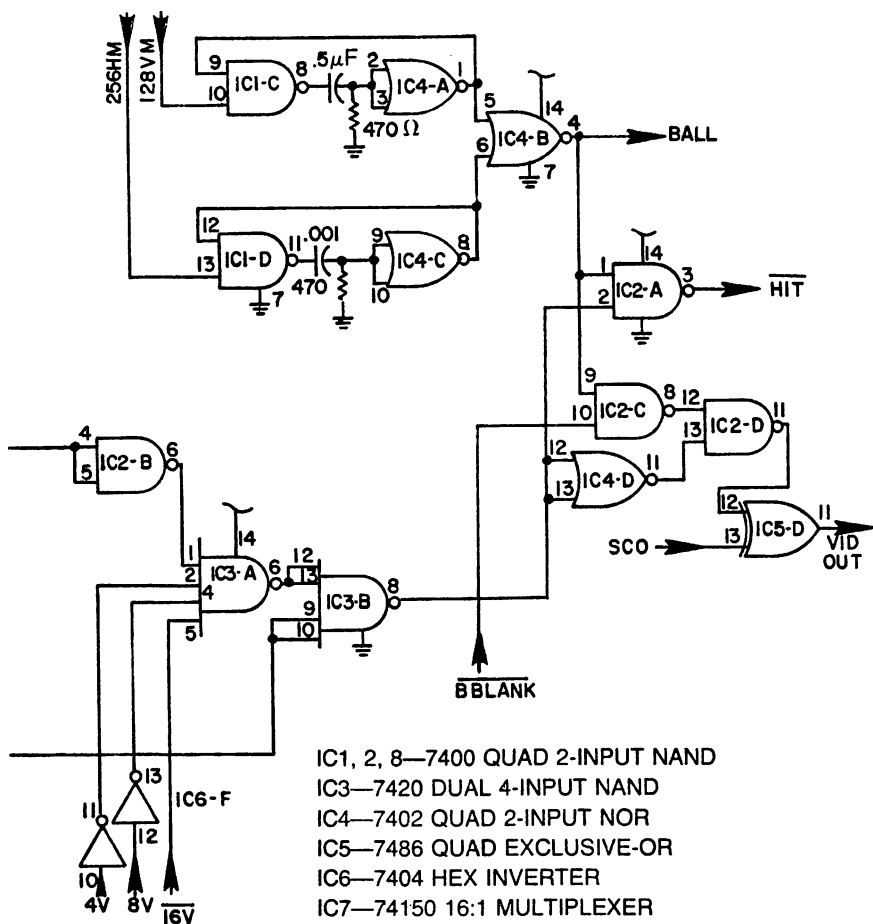 256HM
128VM
9
10
IC1-C
8
.5µF
2
3
IC4-A
1
470 Ω
5
6
IC4-B
14
4
7
BALL
12
13
IC1-D
11
.001
7
470
9
10
IC4-C
8
1
2
IC2-A
14
3
HIT
9
10
IC2-C
8
12
13
IC2-D
11
12
13
IC4-D
11
4
5
IC2-B
6
12
13
IC5-D
11
SCO
VID
OUT
1
2
4
5
IC3-A
14
6
12
13
9
10
IC3-B
8
BBLANK
11
10
13
12
IC6-F
4V
8V
16V
IC1, 2, 8—7400 QUAD 2-INPUT NAND
IC3—7420 DUAL 4-INPUT NAND
IC4—7402 QUAD 2-INPUT NOR
IC5—7486 QUAD EXCLUSIVE-OR
IC6—7404 HEX INVERTER
IC7—74150 16:1 MULTIPLEXER